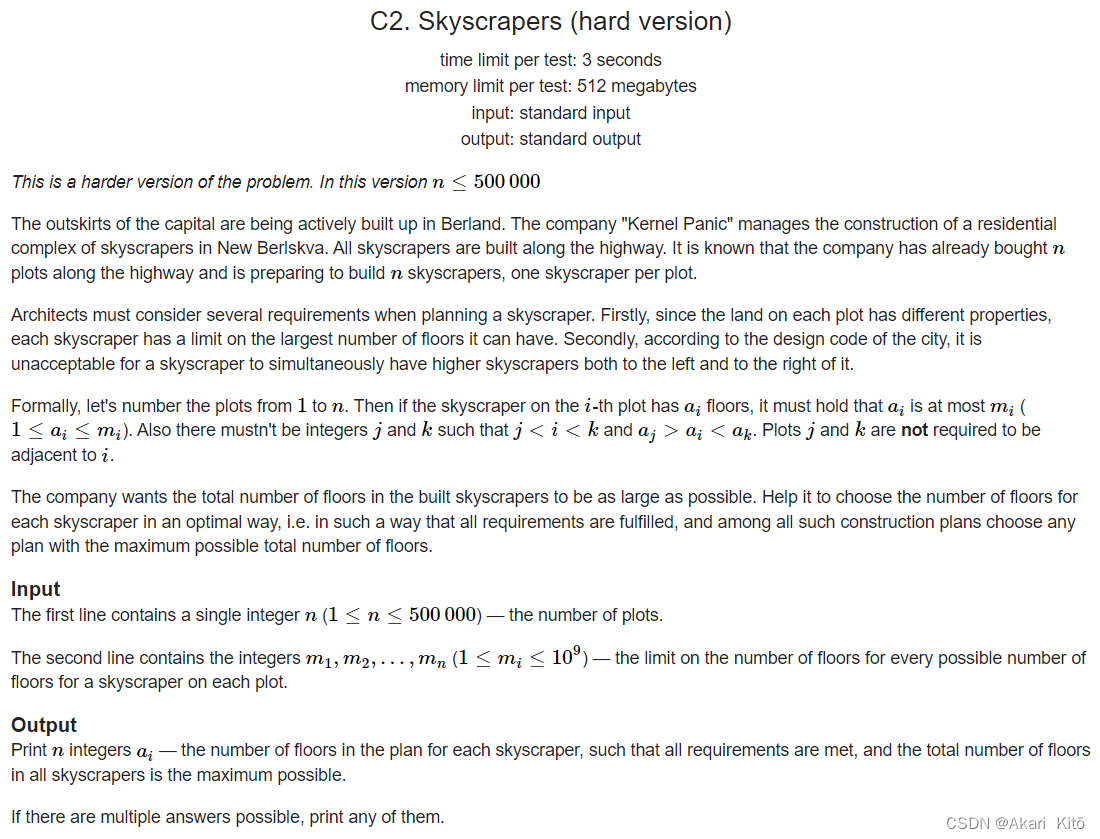 C2. Skyscrapers (hard version)
time limit per test: 3 seconds
memory limit per test: 512 megabytes
input: standard input
output: standard output
This is a harder version of the problem. In this version n ≤ 500 000
The outskirts of the capital are being actively built up in Berland. The company "Kernel Panic" manages the construction of a residential
complex of skyscrapers in New Berlskva. All skyscrapers are built along the highway. It is known that the company has already bought n
plots along the highway and is preparing to build n skyscrapers, one skyscraper per plot.
Architects must consider several requirements when planning a skyscraper. Firstly, since the land on each plot has different properties,
each skyscraper has a limit on the largest number of floors it can have. Secondly, according to the design code of the city, it is
unacceptable for a skyscraper to simultaneously have higher skyscrapers both to the left and to the right of it.
Formally, let's number the plots from 1 to n. Then if the skyscraper on the i-th plot has a_i floors, it must hold that a_i is at most m_i (
1 ≤ a_i ≤ m_i). Also there mustn't be integers j and k such that j < i < k and a_j > a_i < a_k. Plots j and k are not required to be
adjacent to i.
The company wants the total number of floors in the built skyscrapers to be as large as possible. Help it to choose the number of floors for
each skyscraper in an optimal way, i.e. in such a way that all requirements are fulfilled, and among all such construction plans choose any
plan with the maximum possible total number of floors.
Input
The first line contains a single integer n (1 ≤ n ≤ 500 000) — the number of plots.
The second line contains the integers m_1, m_2, . . . , m_n (1 ≤ m_i ≤ 10^9) — the limit on the number of floors for every possible number of
floors for a skyscraper on each plot.
Output
Print n integers a_i — the number of floors in the plan for each skyscraper, such that all requirements are met, and the total number of floors
in all skyscrapers is the maximum possible.
If there are multiple answers possible, print any of them.
CSDN @Akari_Kitō